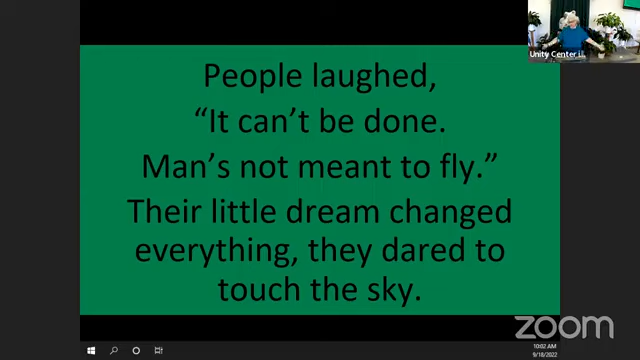 Unity Center
People laughed,
“It can’t be done.
Man’s not meant to fly.”
Their little dream changed
everything, they dared to
touch the sky.
zoom
10:02 AM
9/18/2022